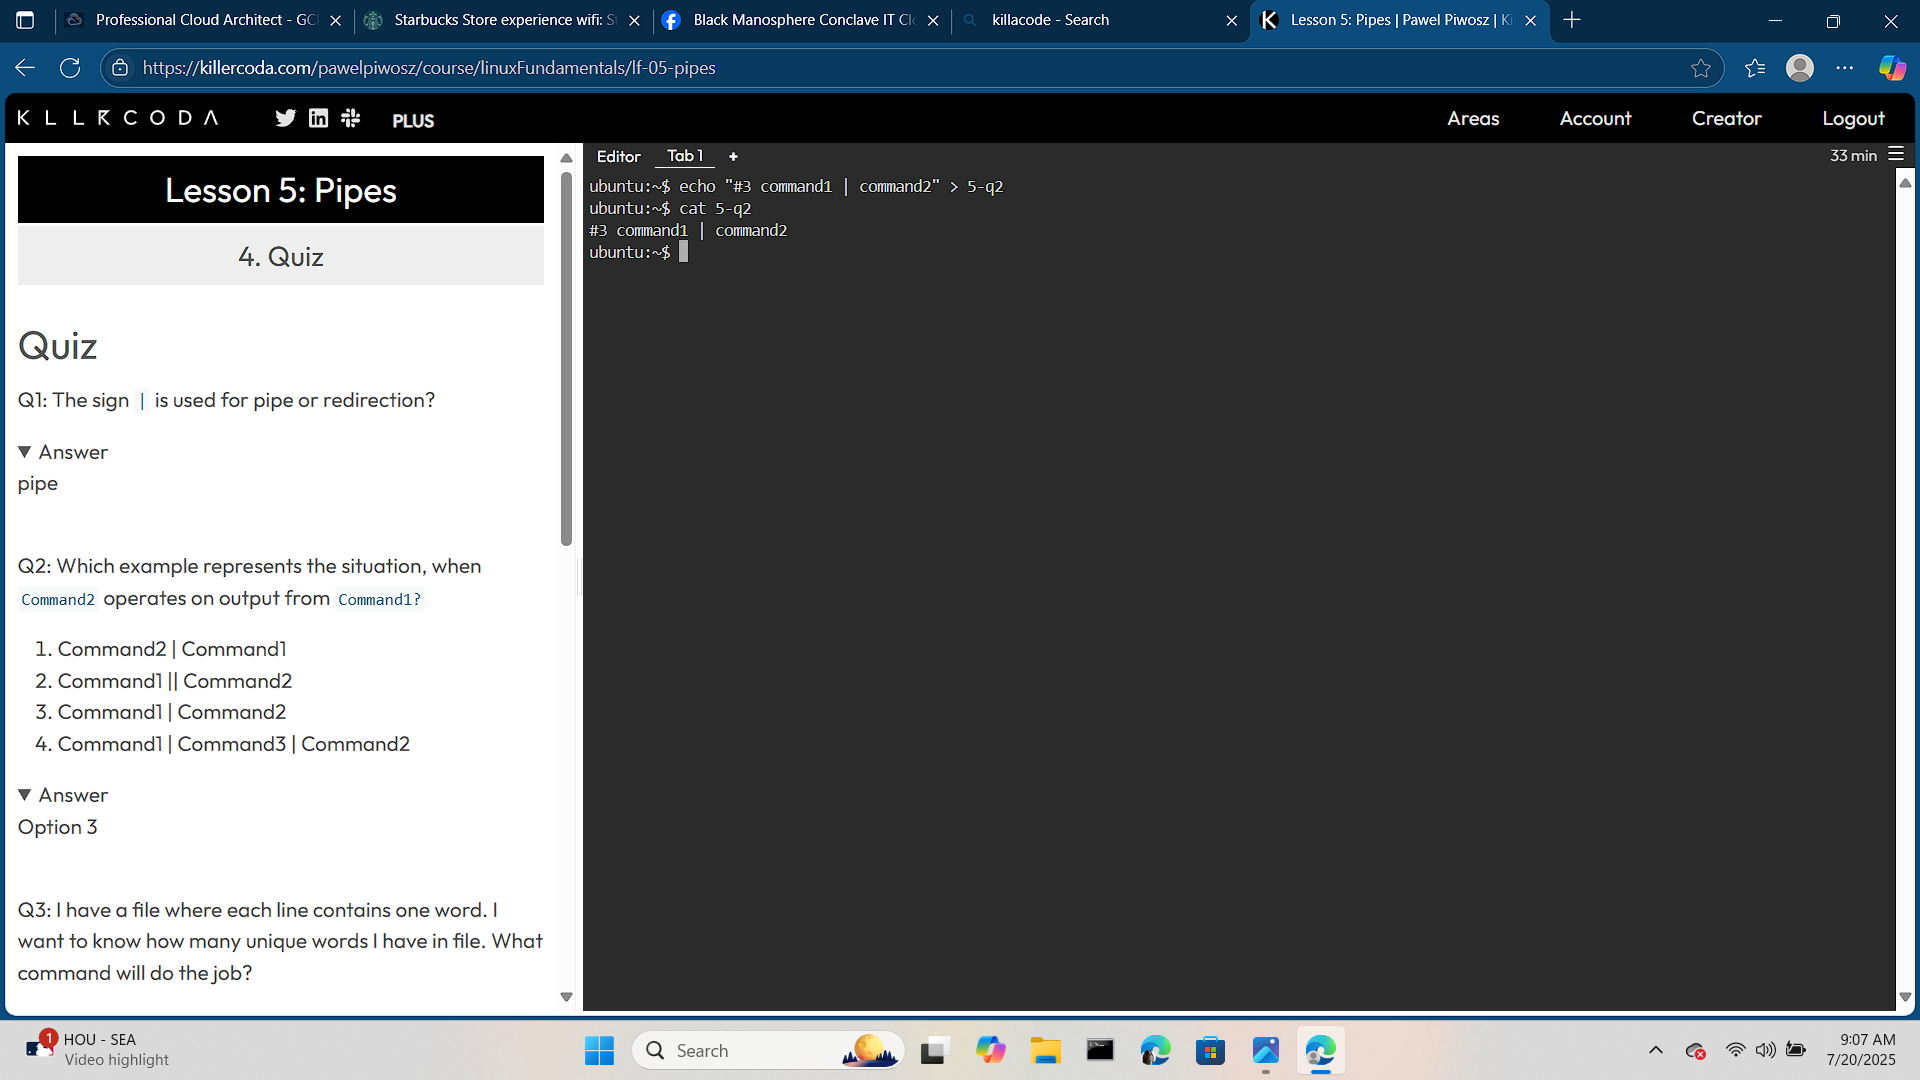 Professional Cloud Architect - GC
Starbucks Store experience wifi: S
Black Manosphere Conclave IT Cl
killacode - Search
Lesson 5: Pipes | Pawel Piwosz | Ki
https://killercoda.com/pawelpiwosz/course/linuxFundamentals/lf-05-pipes
KLLRCODA
PLUS
Areas
Account
Creator
Logout
Lesson 5: Pipes
4. Quiz
Quiz
Q1: The sign | is used for pipe or redirection?
▼ Answer
pipe
Q2: Which example represents the situation, when
Command2 operates on output from Command1?
1. Command2 | Command1
2. Command1 || Command2
3. Command1 | Command2
4. Command1 | Command3 | Command2
▼ Answer
Option 3
Q3: I have a file where each line contains one word. I
want to know how many unique words I have in file. What
command will do the job?
Editor
Tab 1
+
33 min
ubuntu:~$ echo "#3 command1 | command2" > 5-q2
ubuntu:~$ cat 5-q2
#3 command1 | command2
ubuntu:~$
1
HOU - SEA
Video highlight
Search
9:07 AM
7/20/2025